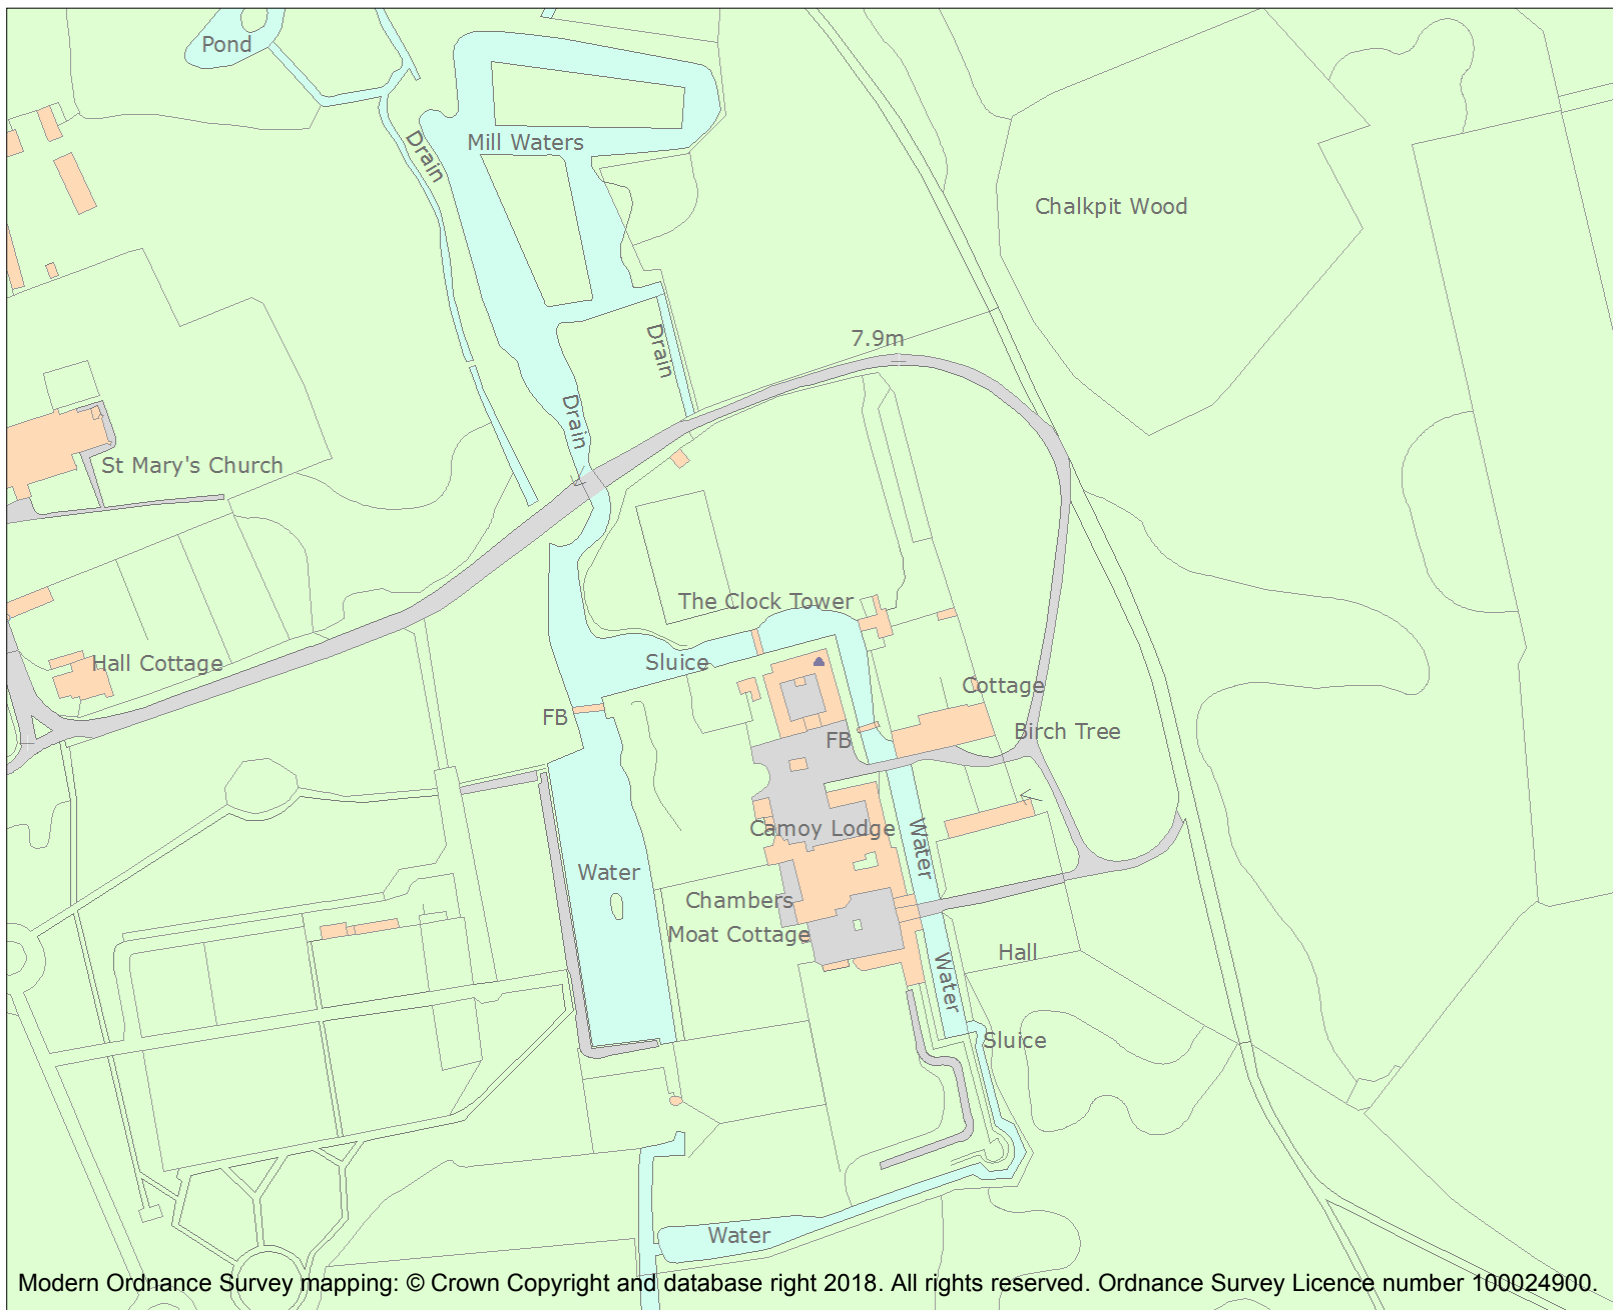 Pond
Drain
Mill Waters
Chalkpit Wood
7.9m
Drain
Drain
St Mary's Church
The Clock Tower
Hall Cottage
Sluice
Cottage
FB
Birch Tree
FB
Camoy Lodge
Water
Water
Chambers
Moat Cottage
Hall
Water
Sluice
Water
Modern Ordnance Survey mapping: © Crown Copyright and database right 2018. All rights reserved. Ordnance Survey Licence number 100024900.